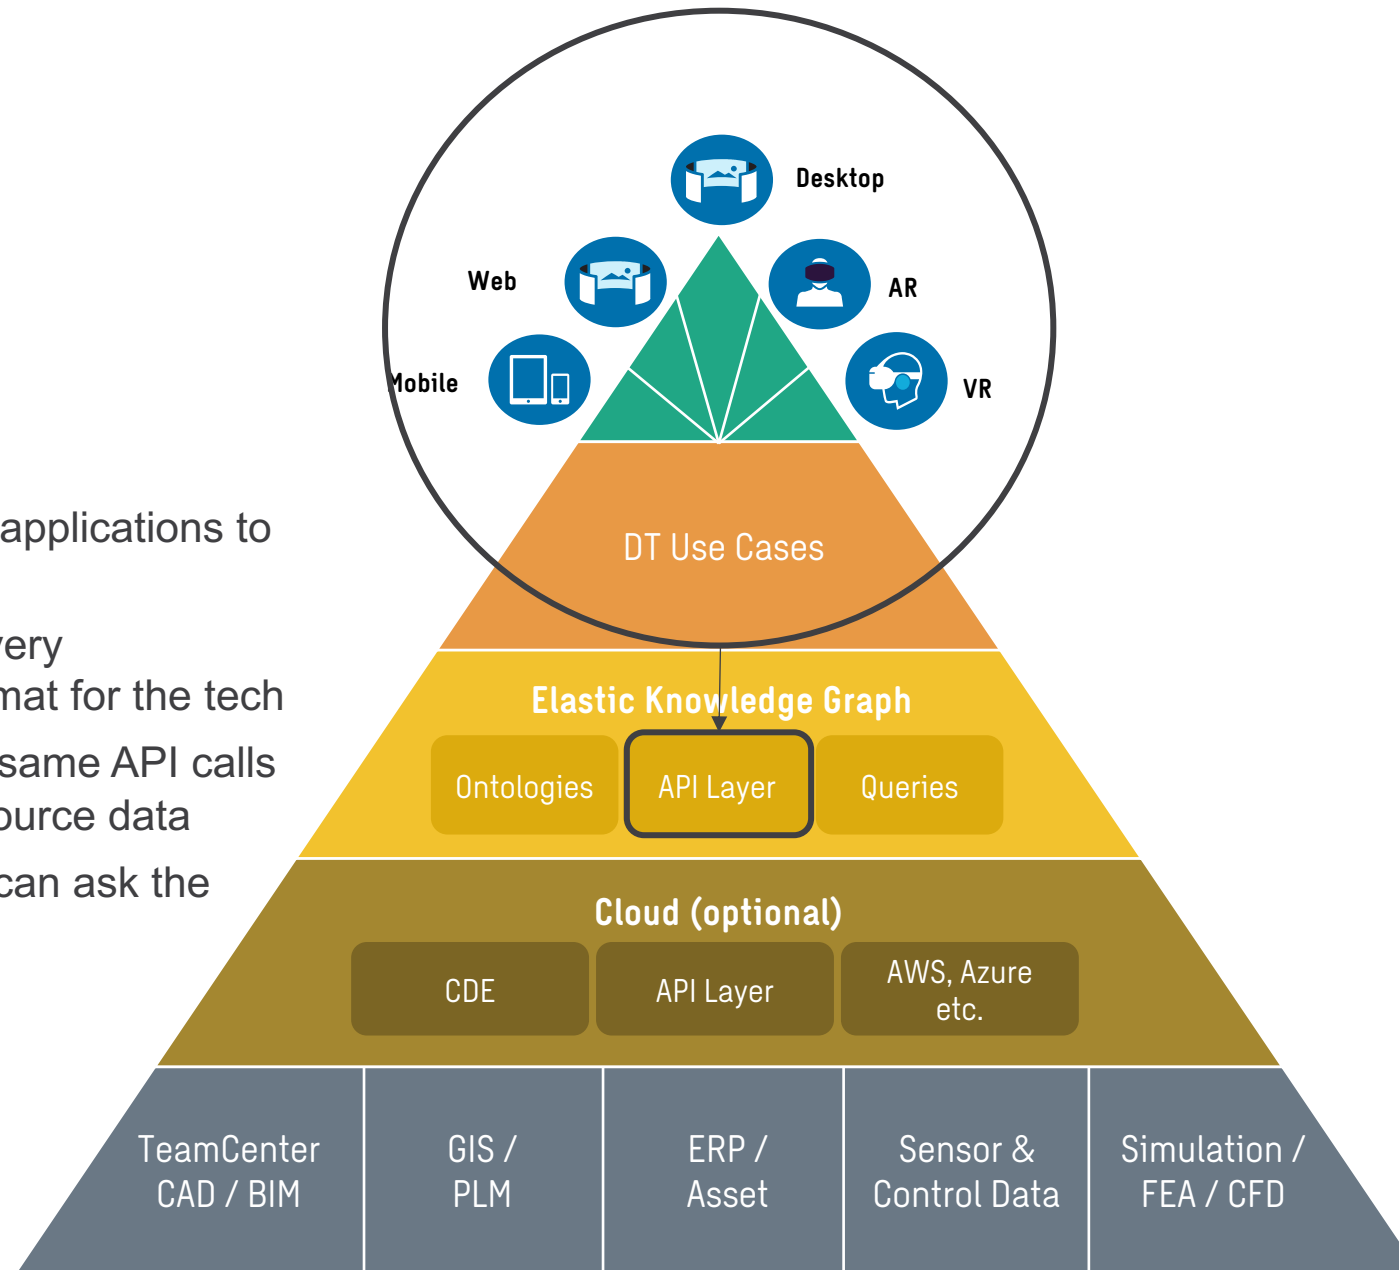 Desktop
Web
AR
Mobile
VR
applications to
DT Use Cases
very
mat for the tech
Elastic Knowledge Graph
same API calls
Ontologies
API Layer
Queries
ource data
can ask the
Cloud (optional)
CDE
API Layer
AWS, Azure
etc.
TeamCenter
CAD / BIM
GIS /
PLM
ERP /
Asset
Sensor &
Control Data
Simulation /
FEA / CFD